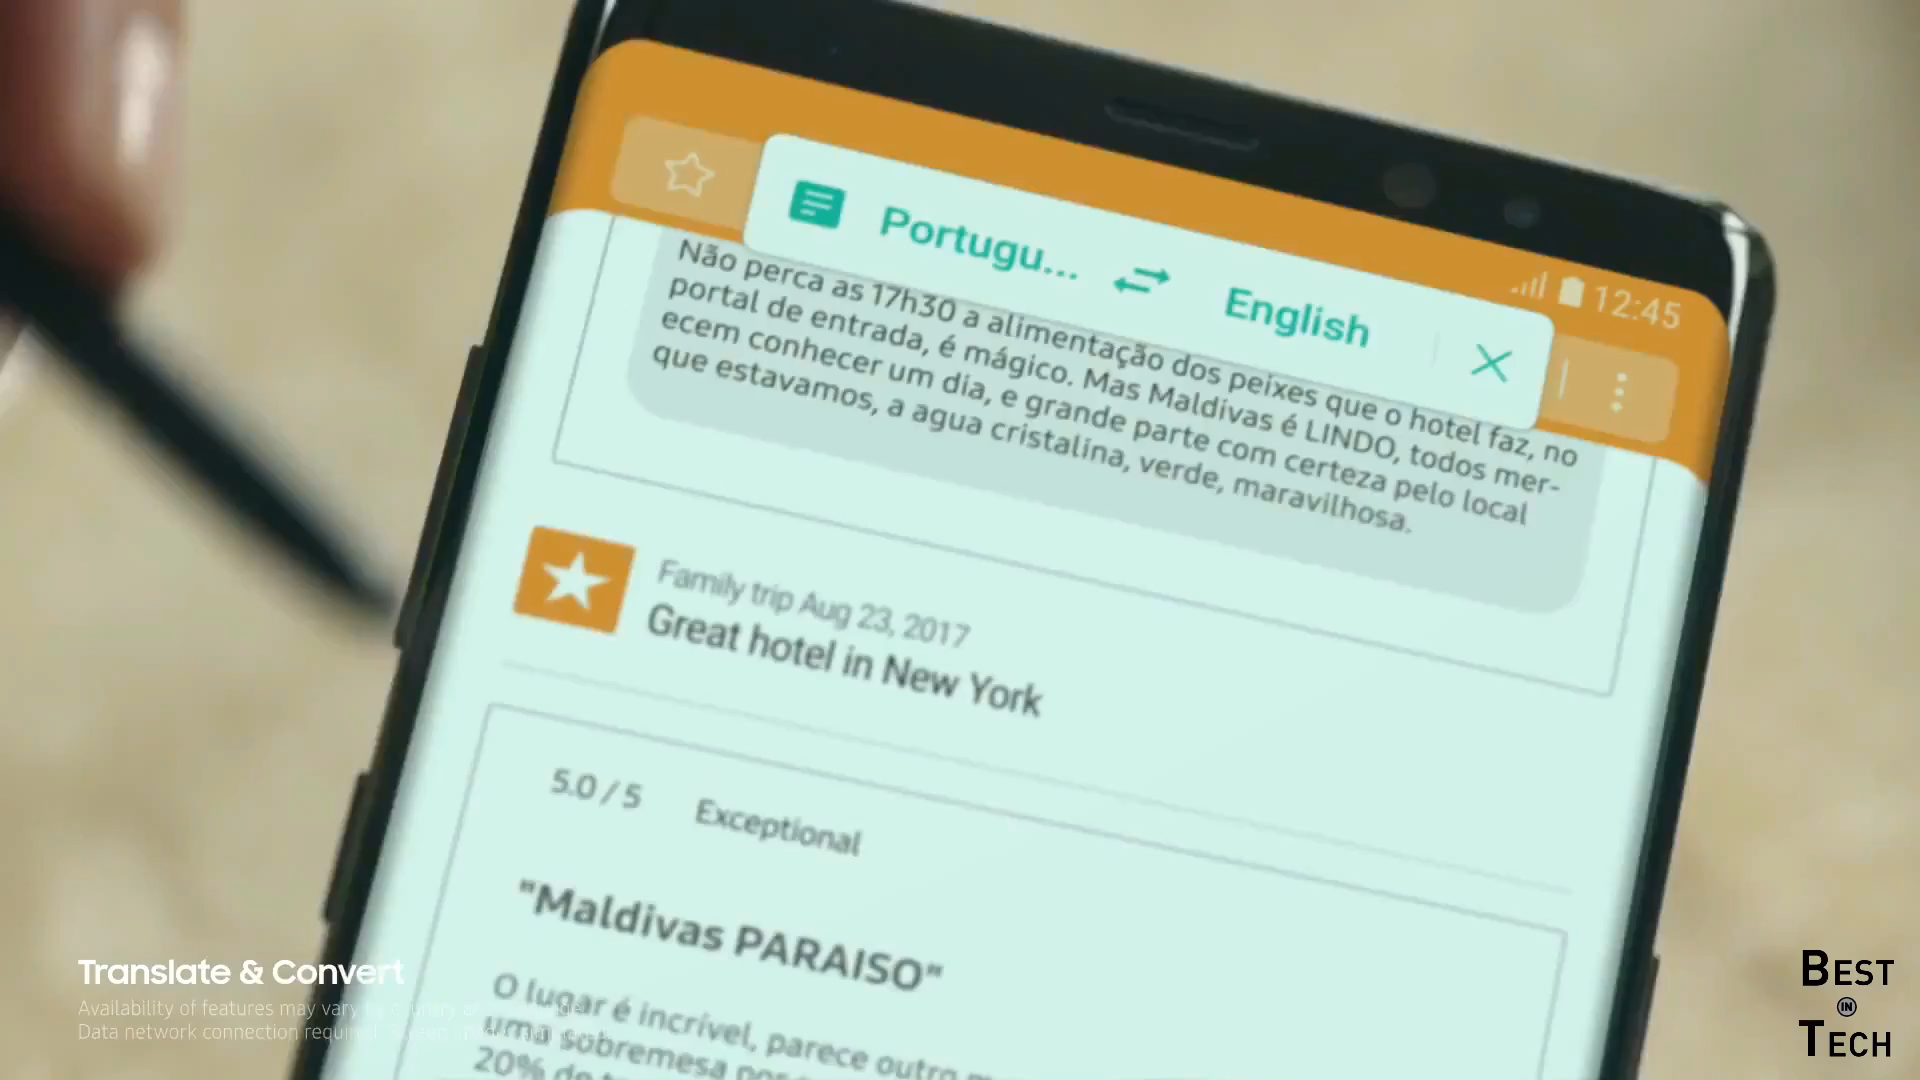 12:45
Portugu...
English
Não perca as 17h30 a alimentação dos peixes que o hotel faz, no
portal de entrada, é mágico. Mas Maldivas é LINDO, todos mer-
ecem conhecer um dia, e grande parte com certeza pelo local
que estavamos, a agua cristalina, verde, maravilhosa.
Family trip Aug 23, 2017
Great hotel in New York
5.0 / 5 Exceptional
"Maldivas PARAISO"
O lugar é incrível, parece outro
uma sobremesa
20% de
Translate & Convert
Availability of features may vary
Data network connection required.
BEST
IN
TECH